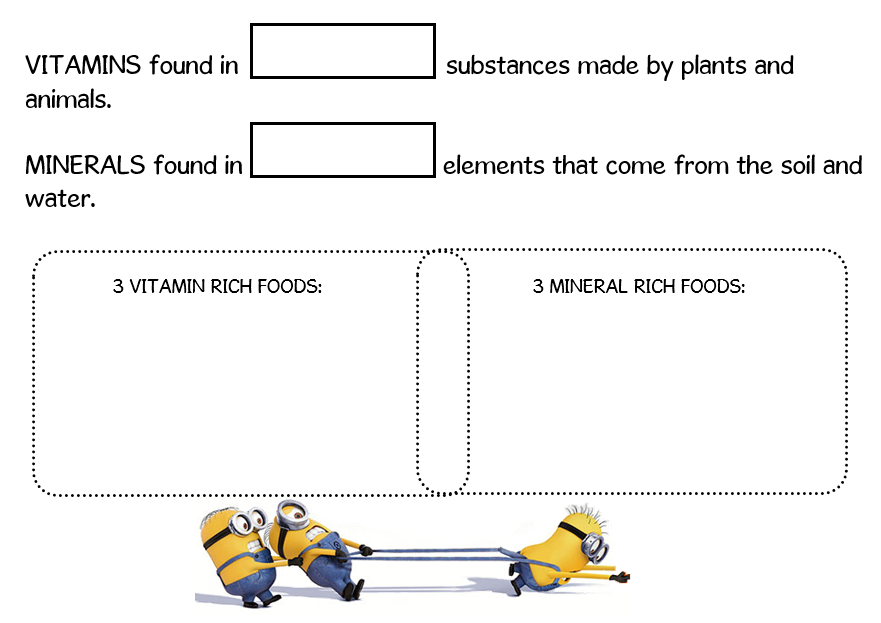 VITAMINS found in substances made by plants and
animals.
MINERALS found in elements that come from the soil and
water.
3 VITAMIN RICH FOODS:
3 MINERAL RICH FOODS: